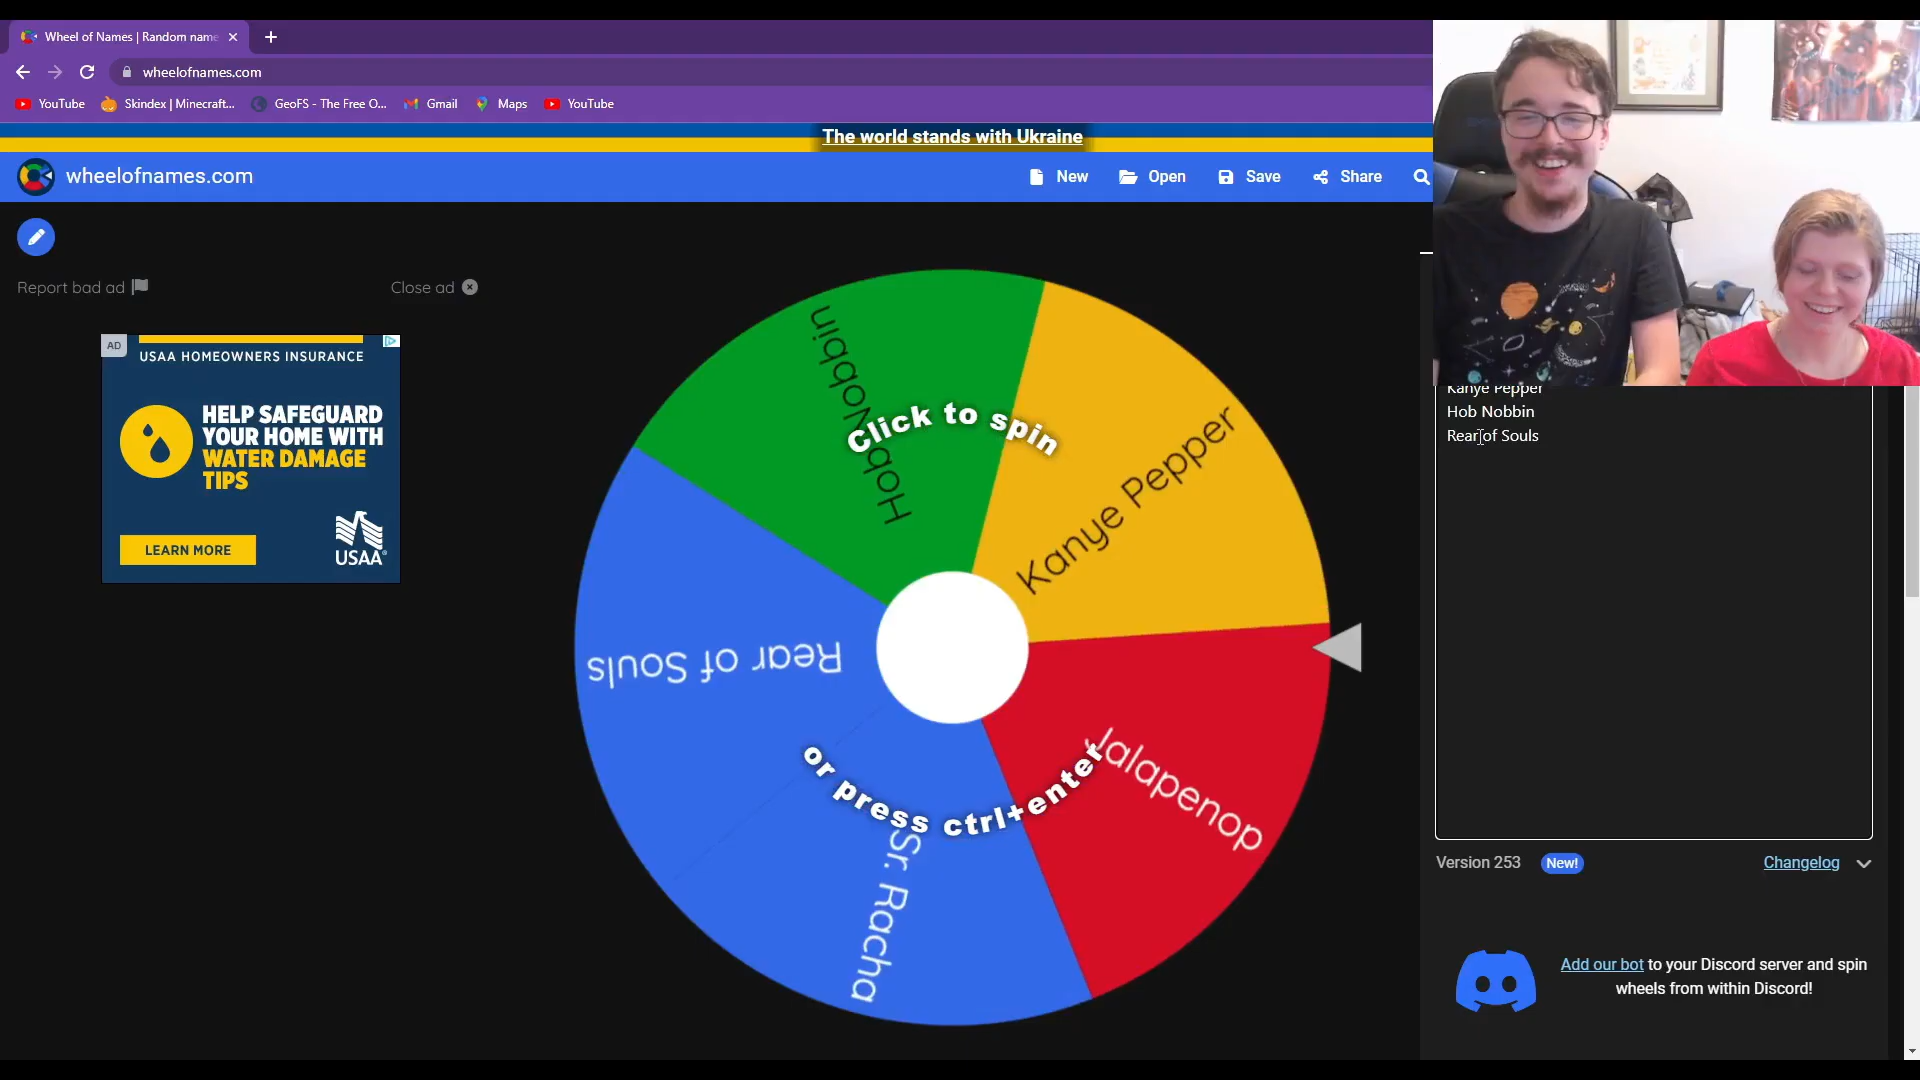 Wheel of Names | Random name
wheelofnames.com
YouTube
Skindex | Minecraft...
GeoFS - The Free O...
Gmail
Maps
YouTube
The world stands with Ukraine
wheelofnames.com
New
Open
Save
Share
Report bad ad
Close ad
AD
USAA HOMEOWNERS INSURANCE
HELP SAFEGUARD
YOUR HOME WITH
WATER DAMAGE
TIPS
LEARN MORE
USAA
Hob Nobbin
Kanye Pepper
Click to spin
Rear of Souls
Jalapenop
or press ctrl+enter
Sr. Racha
Kanye Pepper
Hob Nobbin
Rear of Souls
Version 253
New!
Changelog
Add our bot to your Discord server and spin
wheels from within Discord!